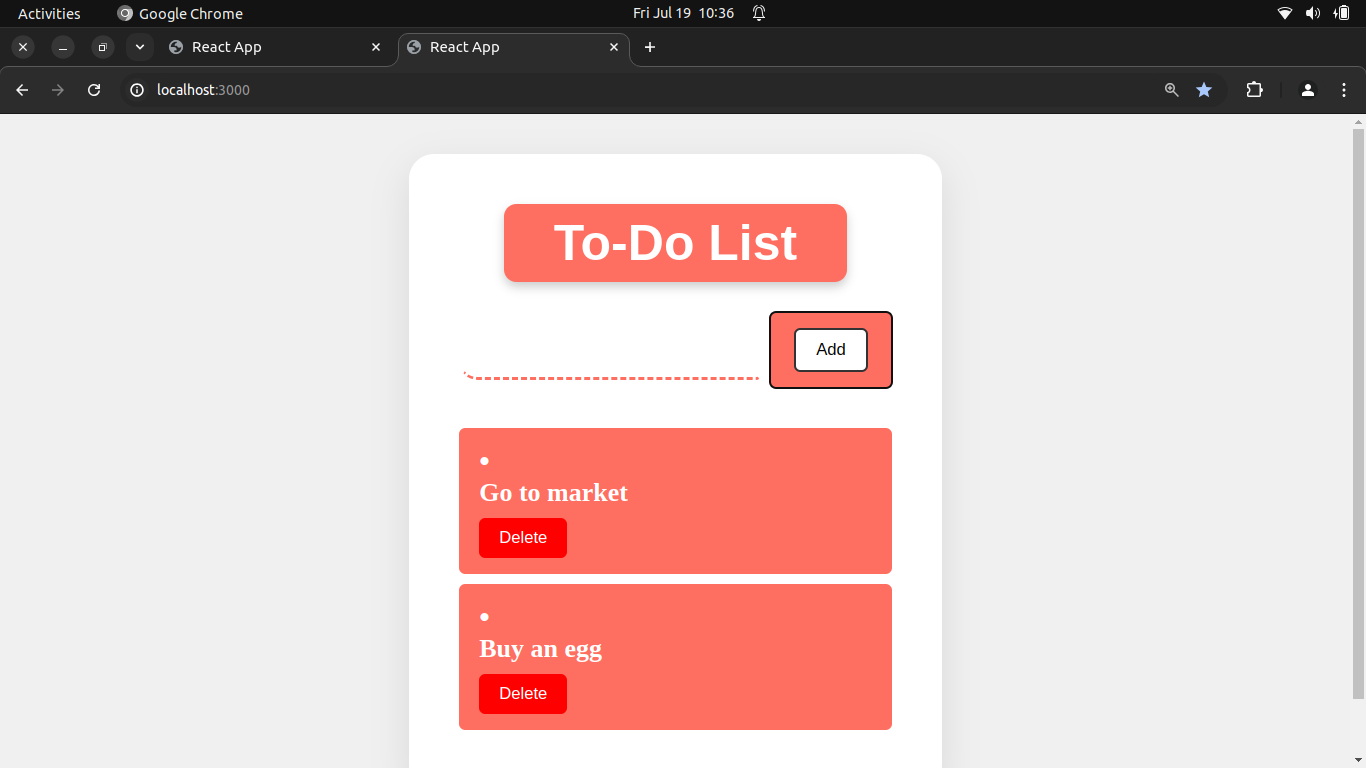 Activities Google Chrome Fri Jul 19 10:36
React App React App
localhost:3000
To-Do List
Add
Go to market
Delete
Buy an egg
Delete